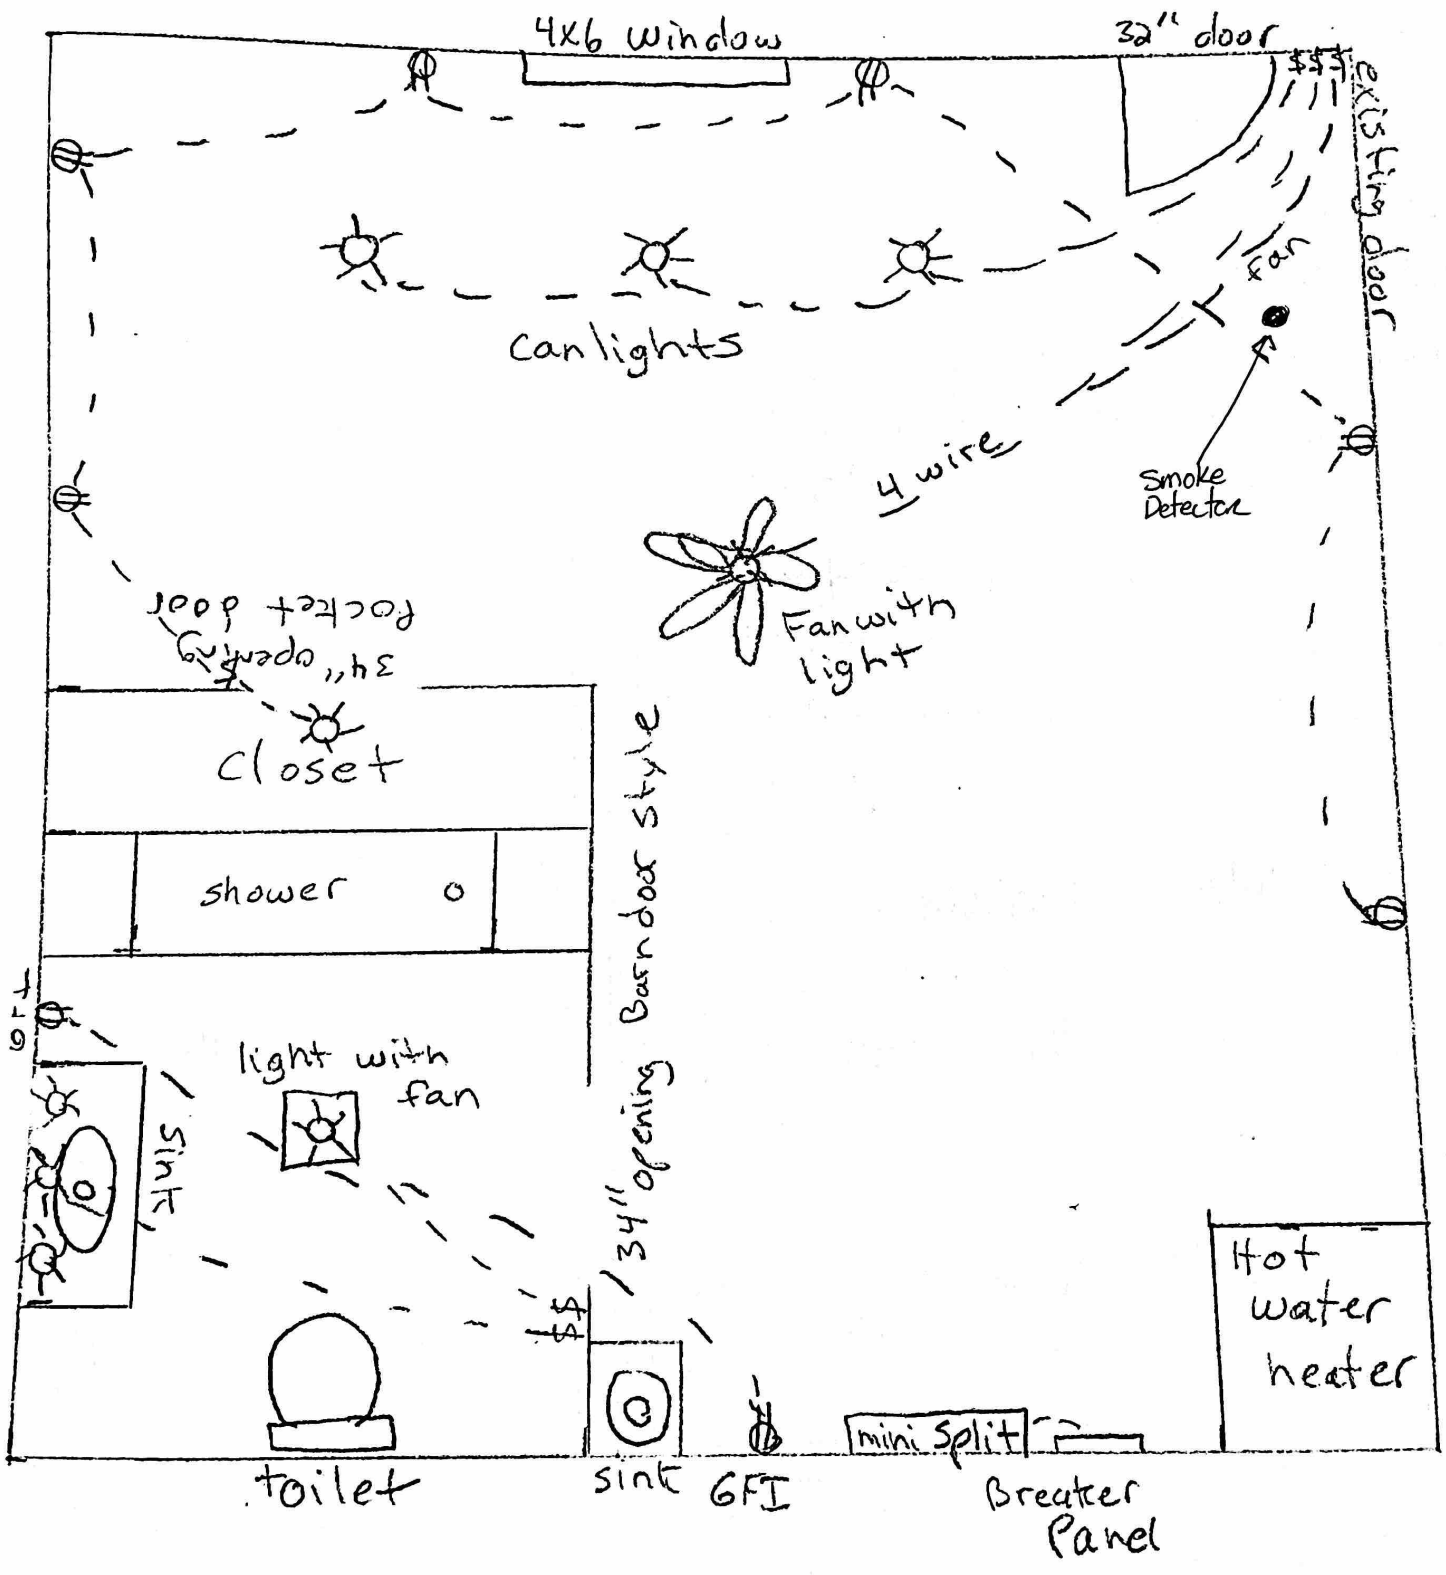 4x6 window
32" door
$ $ $
existing door
fan
can lights
4 wire
Smoke
Detector
Fan with
light
34" opening
Pocket door
closet
34" opening Barndoor style
shower
light with
fan
sink
$
$
Hot
water
heater
mini split
toilet
sink
GFI
Breaker
Panel